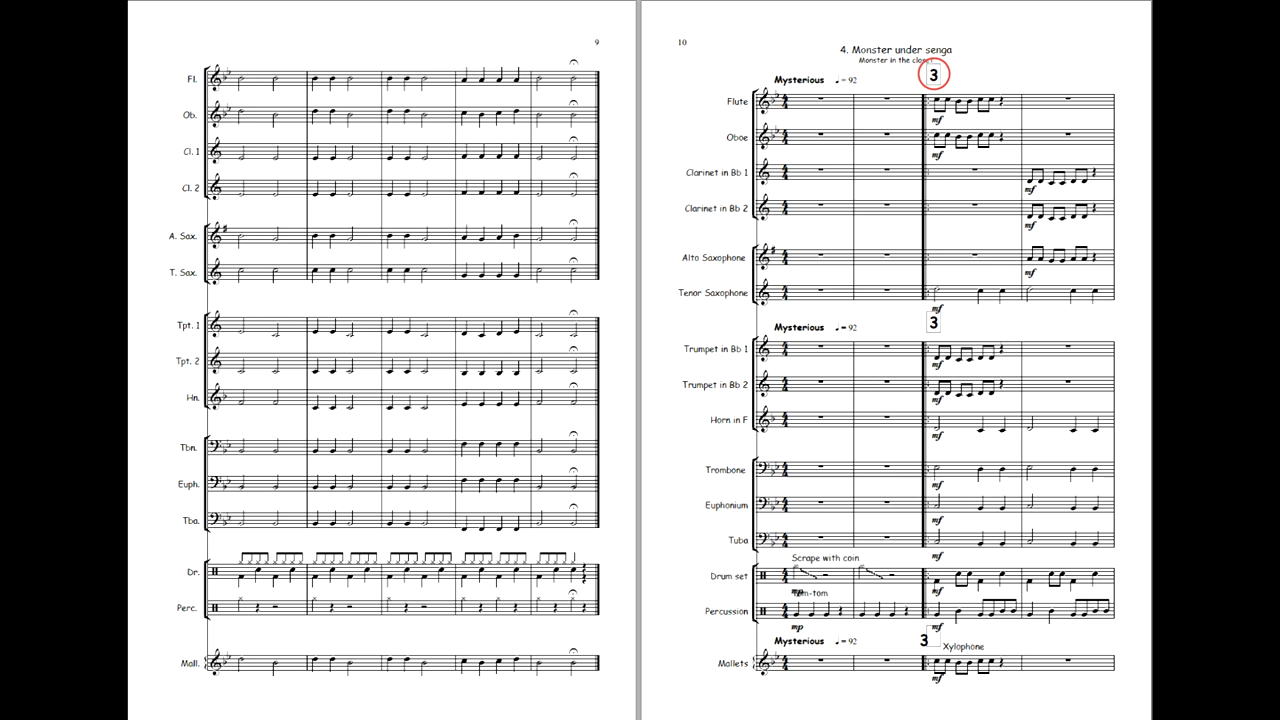 9
Fl.
Ob.
Cl. 1
Cl. 2
A. Sax.
T. Sax.
Tpt. 1
Tpt. 2
Hn.
Tbn.
Euph.
Tba.
Dr.
Perc.
Mall.
10
4. Monster under senga
Monster in the closet
Mysterious ♩ = 92
3
Flute
mf
Oboe
mf
Clarinet in Bb 1
mf
Clarinet in Bb 2
mf
Alto Saxophone
mf
Tenor Saxophone
mf
Mysterious ♩ = 92
3
Trumpet in Bb 1
mf
Trumpet in Bb 2
mf
Horn in F
mf
Trombone
mf
Euphonium
mf
Tuba
mf
Scrape with coin
Drum set
mp
mf
Tom-tom
Percussion
mp
mf
Mysterious ♩ = 92
3
Xylophone
Mallets
mf